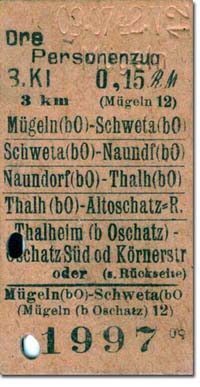 Dre
Personenzug
3.Kl 0,15 RM
3 km (Mügeln 12)
Mügeln(bO)-Schweta(bO)
Schweta(bO)-Naundf(bO)
Naundorf(bO)-Thalh(bO)
Thalh(bO)-Altoschatz=R.
Thalheim (b Oschatz) -
Oschatz Süd od Körnerstr
oder (s. Rückseite)
Mügeln(bO)-Schweta(bO
(Mügeln (b Oschatz) 12)
1997